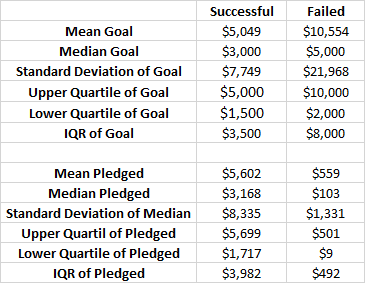 Successful Failed
Mean Goal $5,049 $10,554
Median Goal $3,000 $5,000
Standard Deviation of Goal $7,749 $21,968
Upper Quartile of Goal $5,000 $10,000
Lower Quartile of Goal $1,500 $2,000
IQR of Goal $3,500 $8,000
Mean Pledged $5,602 $559
Median Pledged $3,168 $103
Standard Deviation of Median $8,335 $1,331
Upper Quartil of Pledged $5,699 $501
Lower Quartile of Pledged $1,717 $9
IQR of Pledged $3,982 $492